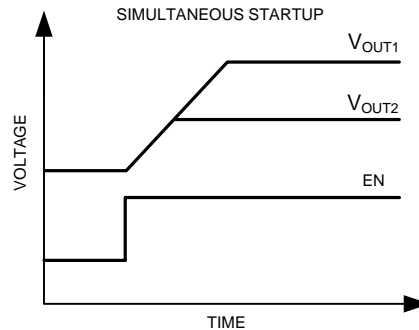 SIMULTANEOUS STARTUP
VOUT1
VOUT2
EN
VOLTAGE
TIME